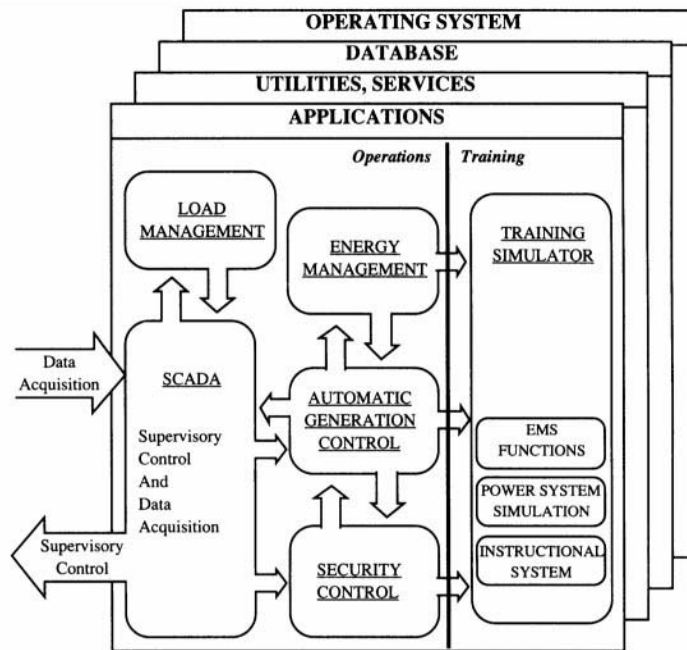 OPERATING SYSTEM
DATABASE
UTILITIES, SERVICES
APPLICATIONS
Operations
Training
LOAD
MANAGEMENT
ENERGY
MANAGEMENT
TRAINING
SIMULATOR
Data
Acquisition
SCADA
Supervisory
Control
And
Data
Acquisition
AUTOMATIC
GENERATION
CONTROL
EMS
FUNCTIONS
POWER SYSTEM
SIMULATION
INSTRUCTIONAL
SYSTEM
Supervisory
Control
SECURITY
CONTROL